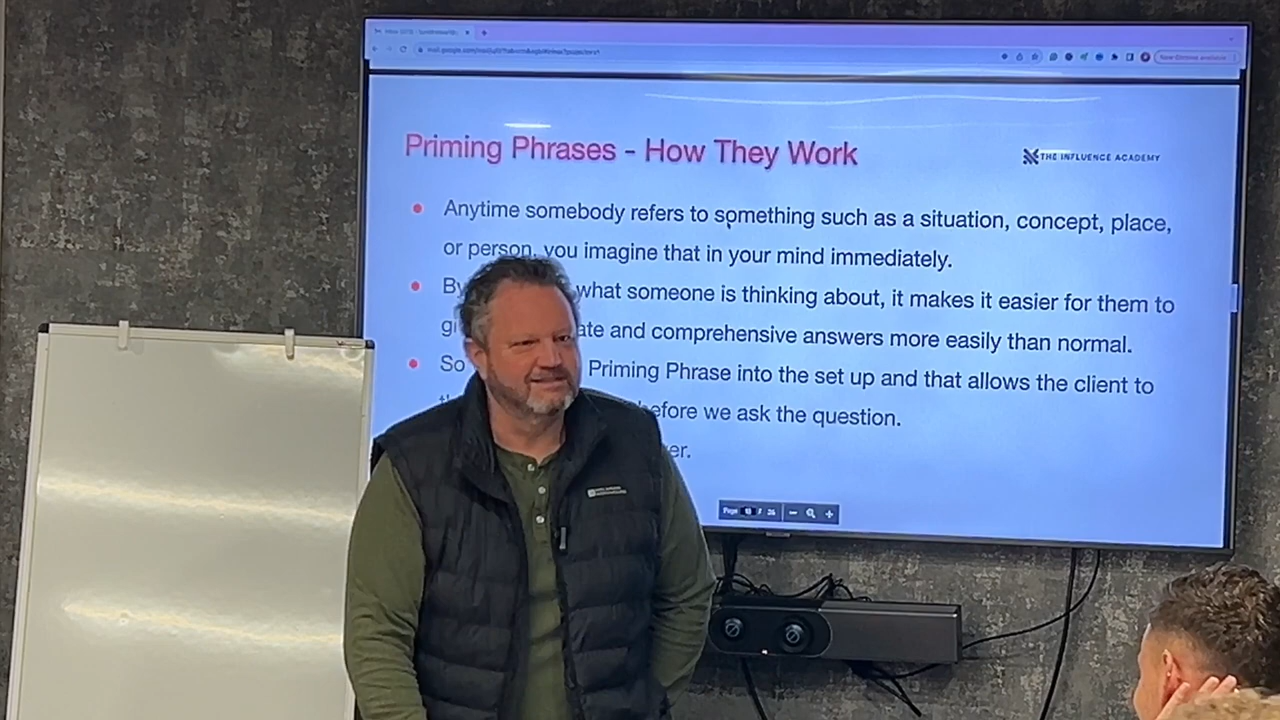 Priming Phrases - How They Work
THE INFLUENCE ACADEMY
Anytime somebody refers to something such as a situation, concept, place,
or person, you imagine that in your mind immediately.
what someone is thinking about, it makes it easier for them to
and comprehensive answers more easily than normal.
So Priming Phrase into the set up and that allows the client to
before we ask the question.
Page / 26